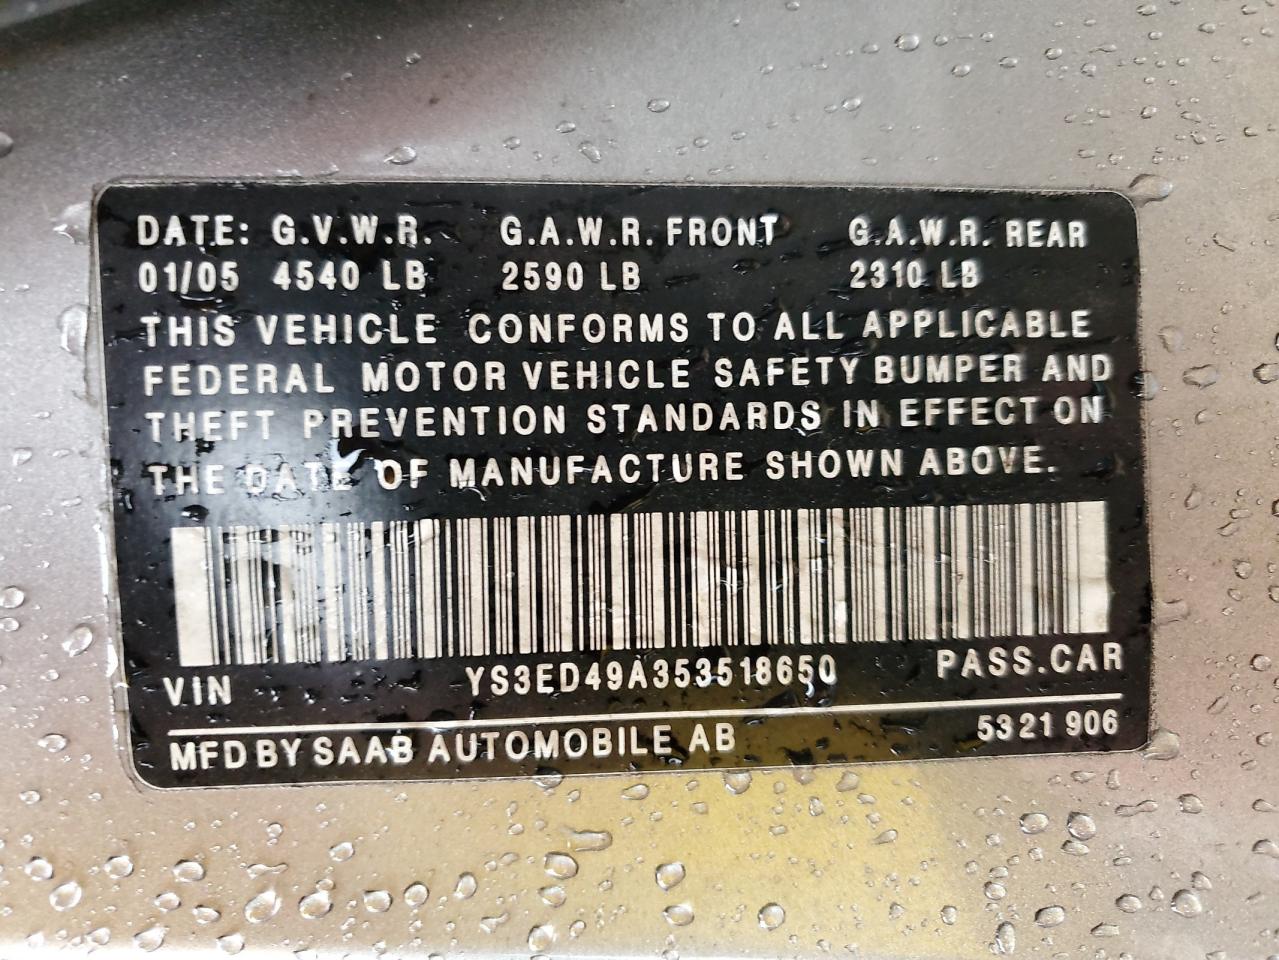 DATE: G.V.W.R. G.A.W.R. FRONT G.A.W.R. REAR
01/05 4540 LB 2590 LB 2310 LB
THIS VEHICLE CONFORMS TO ALL APPLICABLE
FEDERAL MOTOR VEHICLE SAFETY BUMPER AND
THEFT PREVENTION STANDARDS IN EFFECT ON
THE DATE OF MANUFACTURE SHOWN ABOVE.
VIN YS3ED49A353518650 PASS.CAR
MFD BY SAAB AUTOMOBILE AB 5321 906